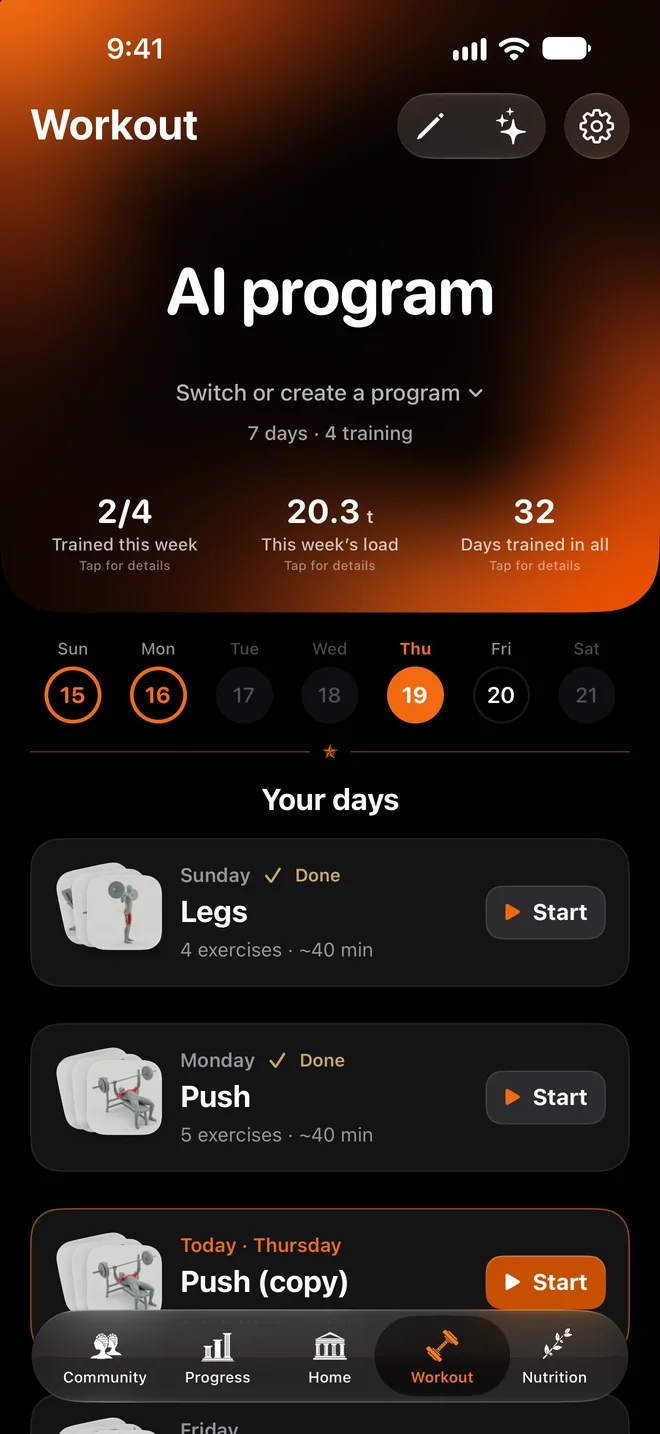 9:41
Workout
AI program
Switch or create a program
7 days · 4 training
2/4 20.3 t 32
Trained this week This week’s load Days trained in all
Tap for details Tap for details Tap for details
Sun Mon Tue Wed Thu Fri Sat
15 16 17 18 19 20 21
Your days
Sunday Done
Legs
4 exercises · ~40 min
Start
Monday Done
Push
5 exercises · ~40 min
Start
Today · Thursday
Push (copy)
Start
Community Progress Home Workout Nutrition
Friday